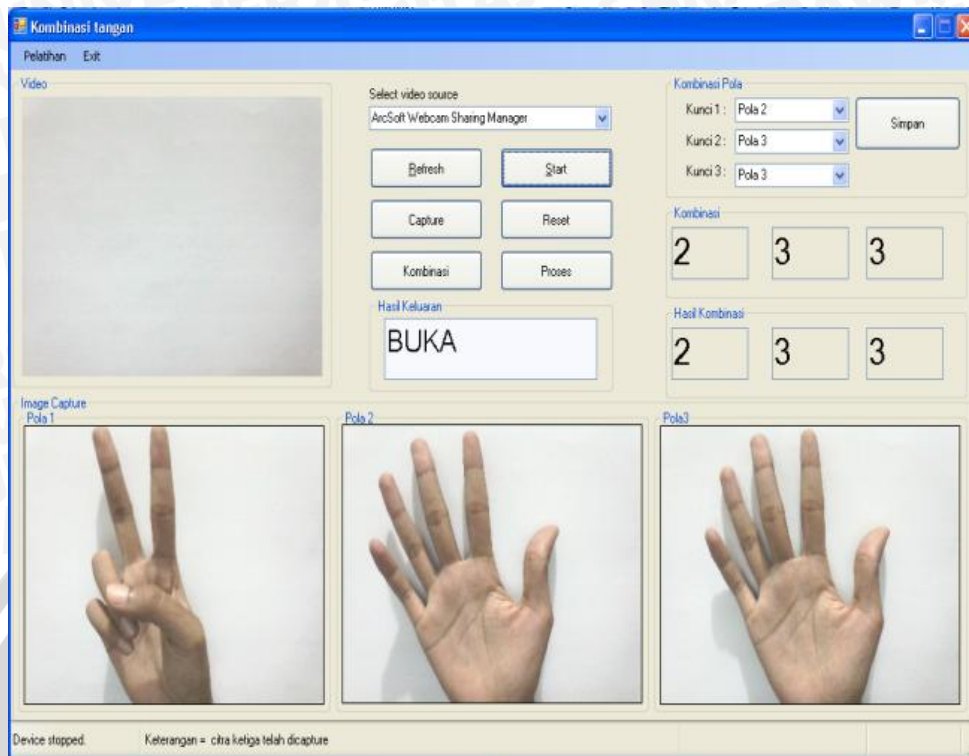 Kombinasi tangan
Pelatihan Exit
Video
Select video source
ArcSoft Webcam Sharing Manager
Refresh Start
Capture Reset
Kombinasi Proses
Hasil Keluaran
BUKA
Kombinasi Pola
Kunci 1 : Pola 2
Kunci 2 : Pola 3
Kunci 3 : Pola 3
Simpan
Kombinasi
2 3 3
Hasil Kombinasi
2 3 3
Image Capture
Pola 1 Pola 2 Pola3
Device stopped. Keterangan = citra ketiga telah dicapture